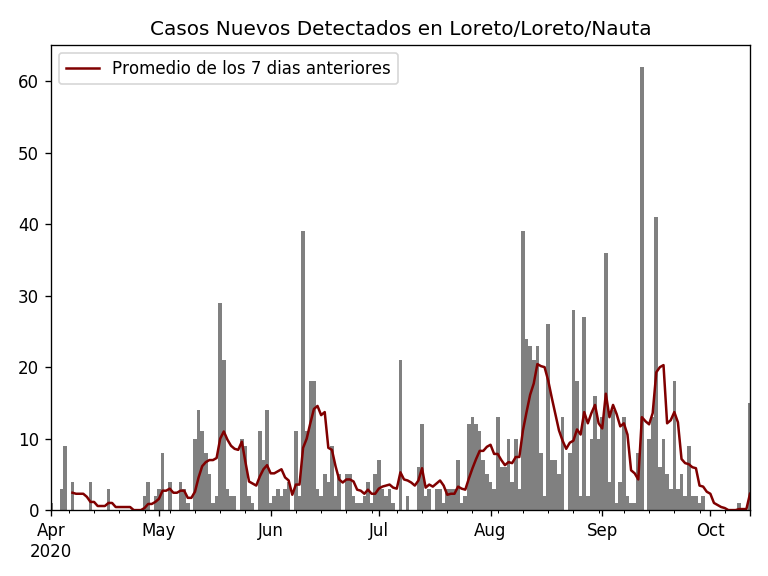 Casos Nuevos Detectados en Loreto/Loreto/Nauta
Promedio de los 7 dias anteriores
60
50
40
30
20
10
0
Apr May Jun Jul Aug Sep Oct
2020